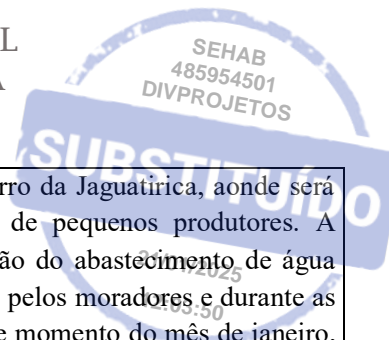 L
A
SEHAB
485954501
DIVPROJETOS
SUBSTITUÍDO
rro da Jaguatirica, aonde será
de pequenos produtores. A
ão do abastecimento de água
pelos moradores e durante as
e momento do mês de janeiro,
:50